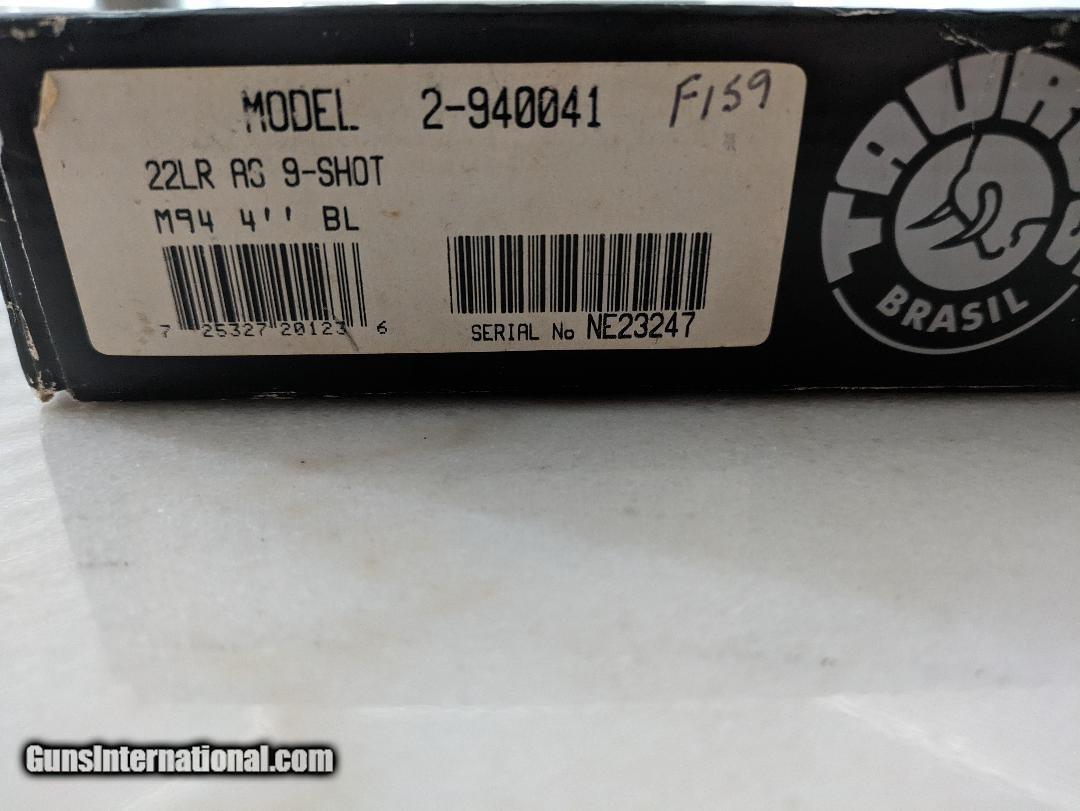 MODEL 2-940041 F159
22LR AS 9-SHOT
M94 4'' BL
7 25327 20123 6
SERIAL No NE23247
TAURUS
BRASIL
GunsInternational.com